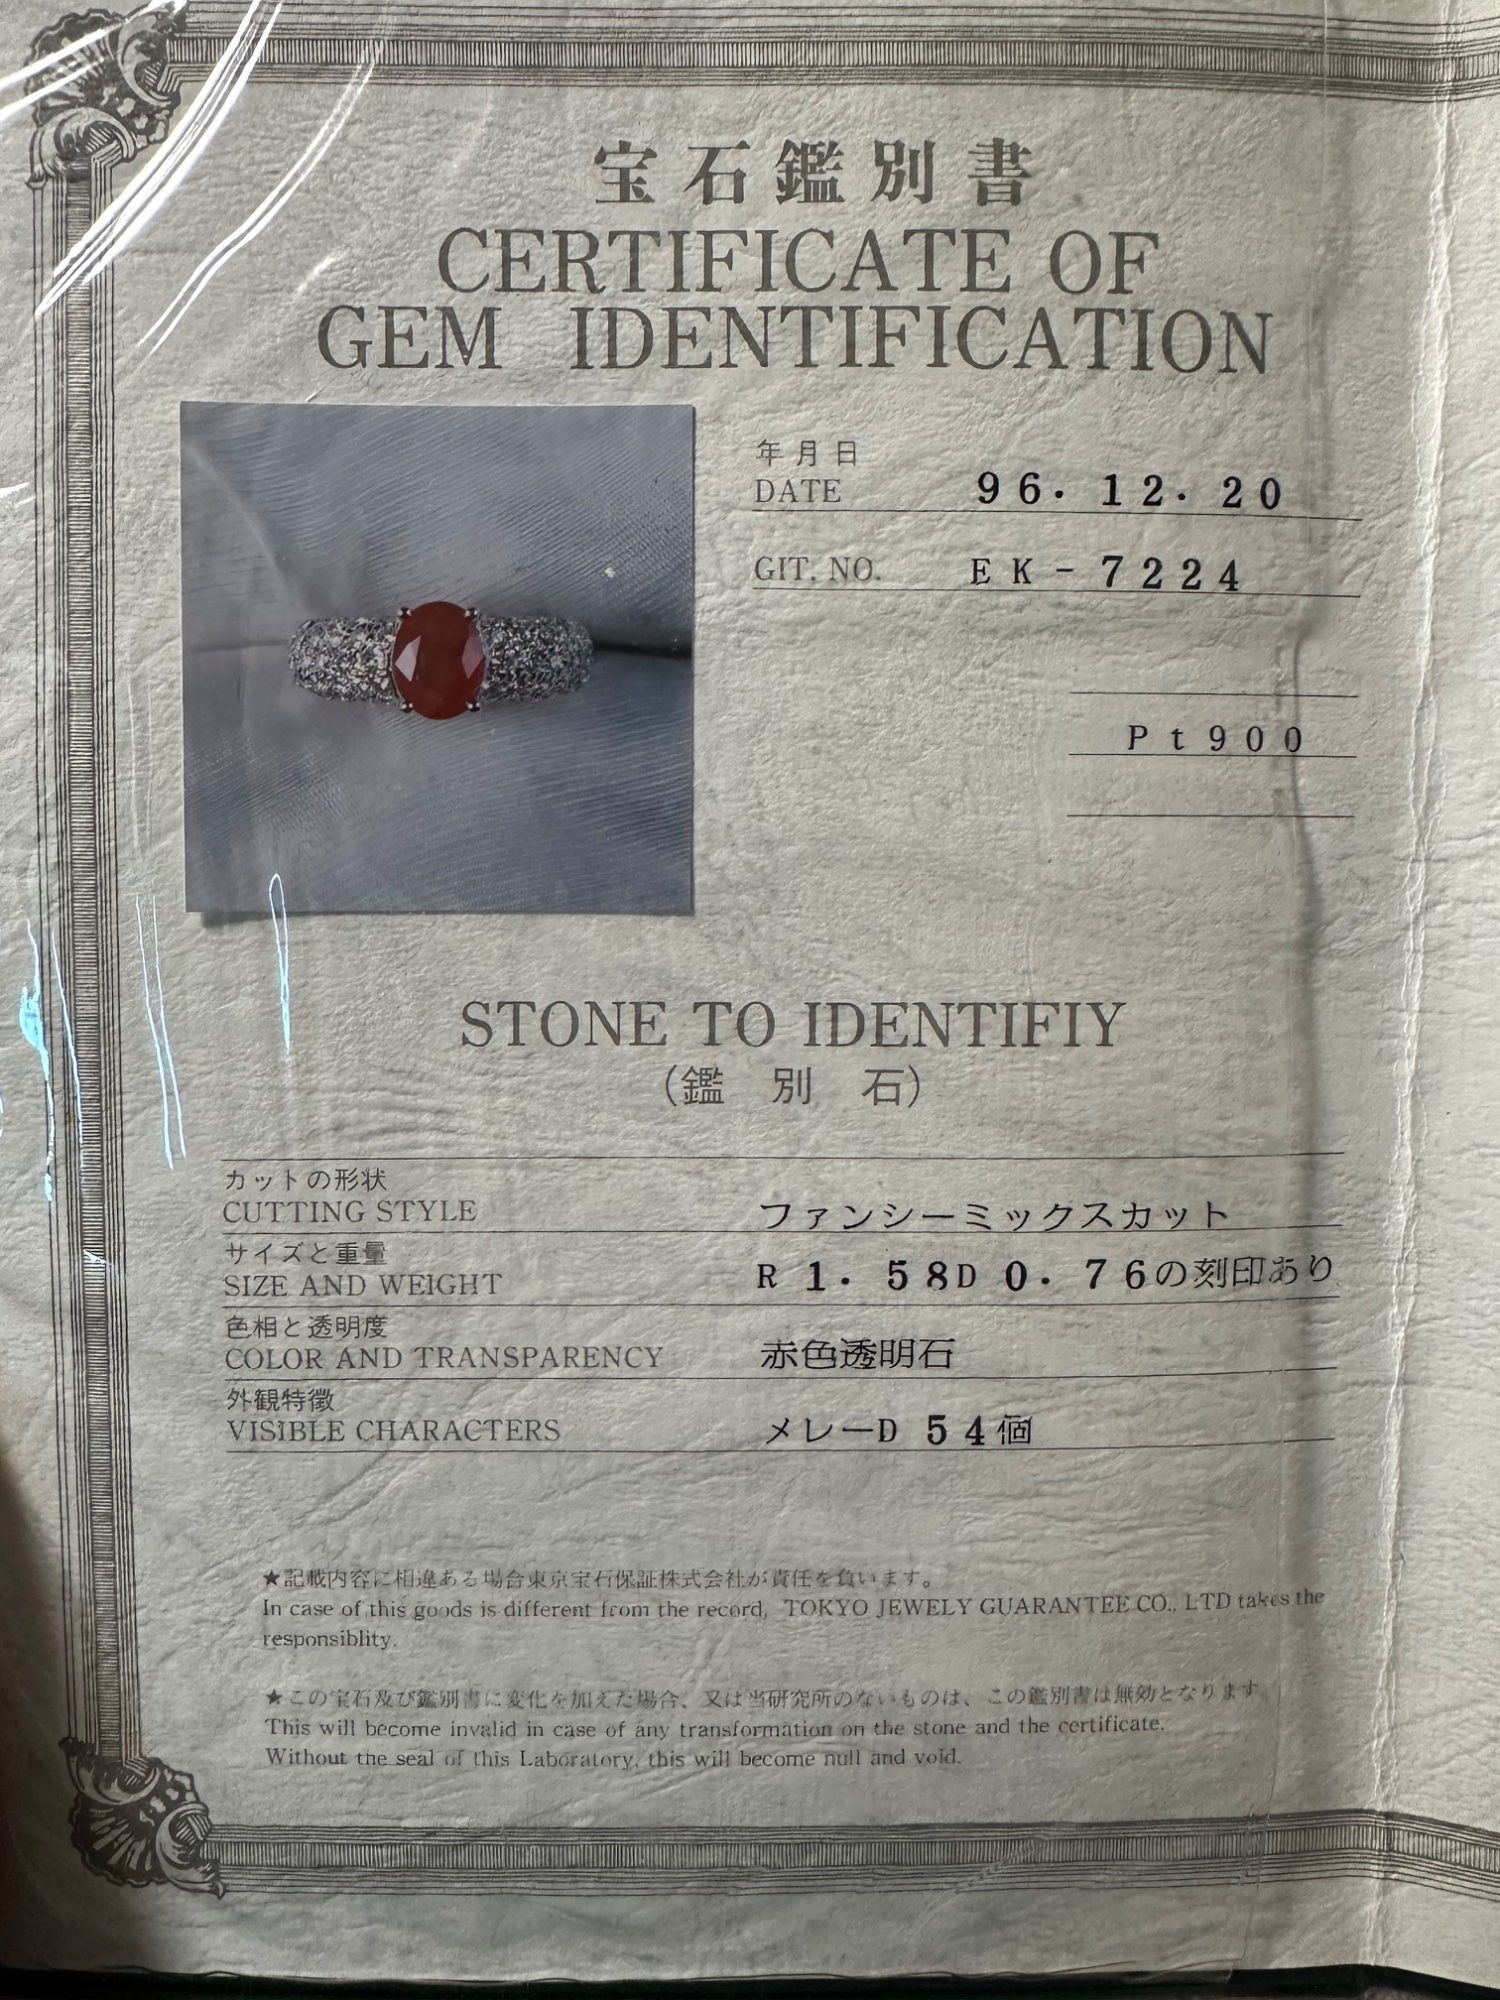 宝石鑑別書
CERTIFICATE OF
GEM IDENTIFICATION
年月日
DATE 96. 12. 20
GIT. NO. EK-7224
Pt900
STONE TO IDENTIFIY
(鑑別石)
カットの形状
CUTTING STYLE ファンシーミックスカット
サイズと重量
SIZE AND WEIGHT R 1. 58D 0. 76の刻印あり
色相と透明度
COLOR AND TRANSPARENCY 赤色透明石
外観特徴
VISIBLE CHARACTERS メレーD 54個
★記載内容に相違ある場合東京宝石保証株式会社が責任を負います。
In case of this goods is different from the record, TOKYO JEWELY GUARANTEE CO., LTD takes the
responsiblity.
★この宝石及び鑑別書に変化を加えた場合、又は当研究所のないものは、この鑑別書は無効となります
This will become invalid in case of any transformation on the stone and the certificate.
Without the seal of this Laboratory, this will become null and void.